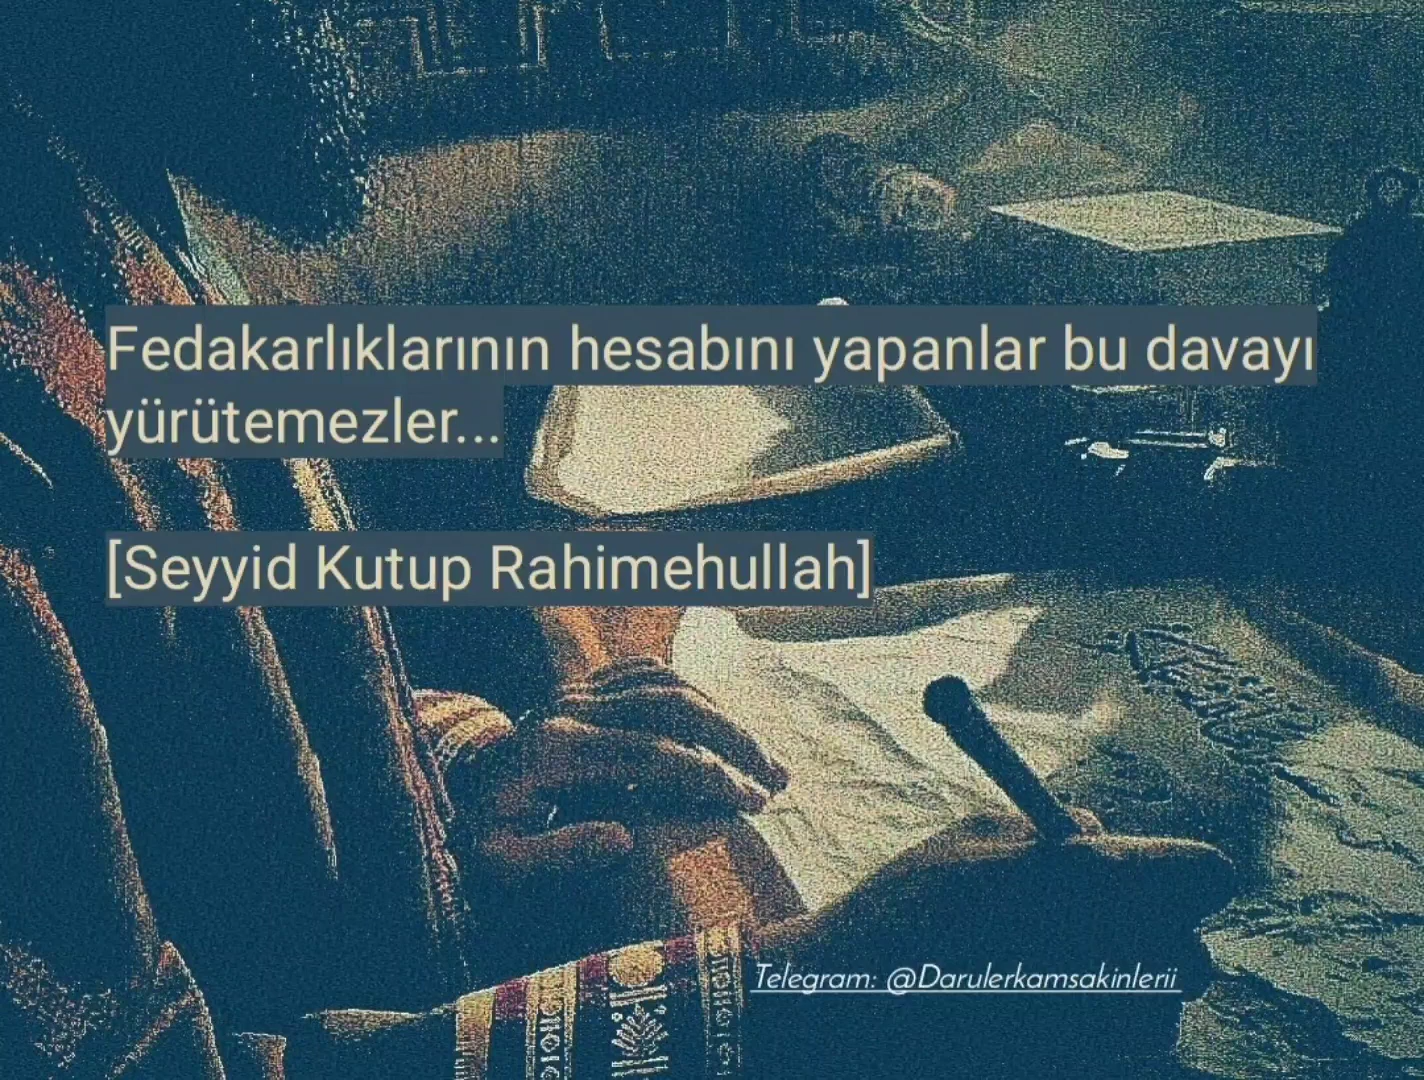 Fedakarlıklarının hesabını yapanlar bu davayı
yürütemezler...
[Seyyid Kutup Rahimehullah]
Telegram: @Darulerkamsakinlerii